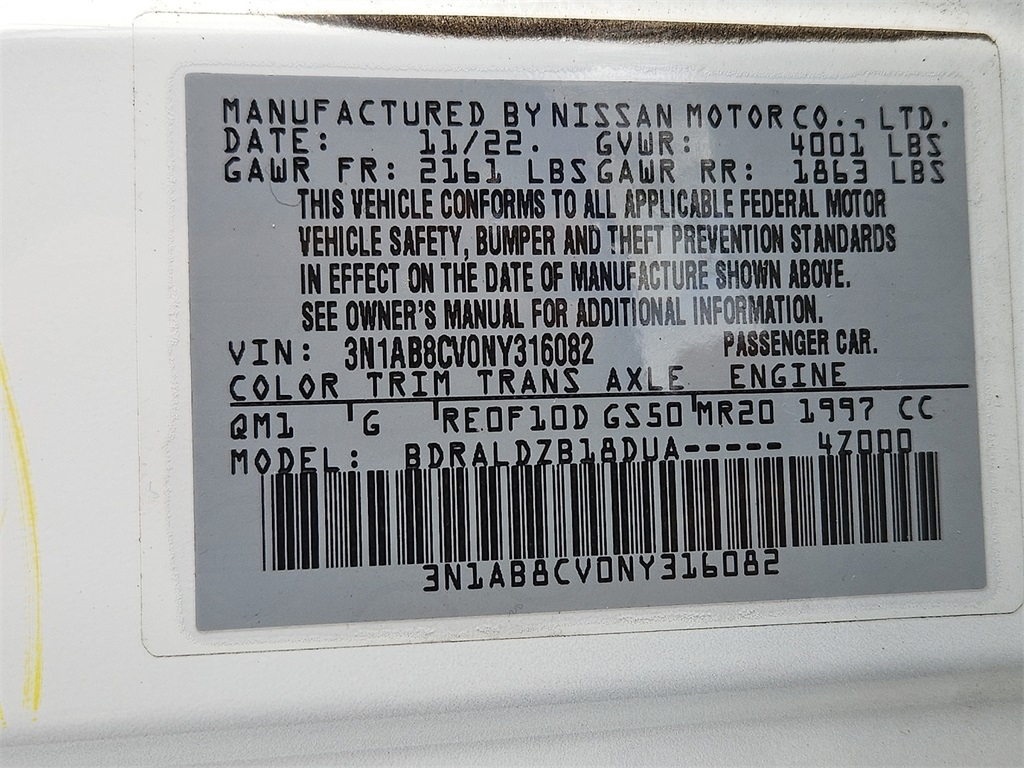 MANUFACTURED BY NISSAN MOTOR CO., LTD.
DATE: 11/22. GVWR: 4001 LBS
GAWR FR: 2161 LBS GAWR RR: 1863 LBS
THIS VEHICLE CONFORMS TO ALL APPLICABLE FEDERAL MOTOR
VEHICLE SAFETY, BUMPER AND THEFT PREVENTION STANDARDS
IN EFFECT ON THE DATE OF MANUFACTURE SHOWN ABOVE.
SEE OWNER'S MANUAL FOR ADDITIONAL INFORMATION.
VIN: 3N1AB8CV0NY316082 PASSENGER CAR.
COLOR TRIM TRANS AXLE ENGINE
QM1 G RE0F10D GS50 MR20 1997 CC
MODEL: BDRALDZB18DUA----- 4Z000
3N1AB8CV0NY316082